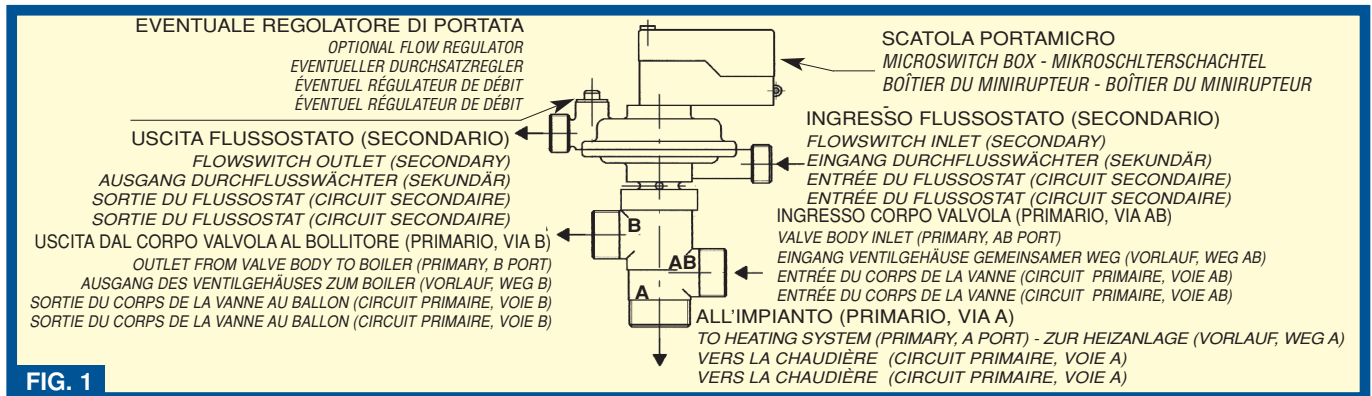 EVENTUALE REGOLATORE DI PORTATA
OPTIONAL FLOW REGULATOR
EVENTUELLER DURCHSATZREGLER
ÉVENTUEL RÉGULATEUR DE DÉBIT
ÉVENTUEL RÉGULATEUR DE DÉBIT
SCATOLA PORTAMICRO
MICROSWITCH BOX - MIKROSCHLTERSCHACHTEL
BOÎTIER DU MINIRUPTEUR - BOÎTIER DU MINIRUPTEUR
-
USCITA FLUSSOSTATO (SECONDARIO)
FLOWSWITCH OUTLET (SECONDARY)
AUSGANG DURCHFLUSSWÄCHTER (SEKUNDÄR)
SORTIE DU FLUSSOSTAT (CIRCUIT SECONDAIRE)
SORTIE DU FLUSSOSTAT (CIRCUIT SECONDAIRE)
INGRESSO FLUSSOSTATO (SECONDARIO)
FLOWSWITCH INLET (SECONDARY)
EINGANG DURCHFLUSSWÄCHTER (SEKUNDÄR)
ENTRÉE DU FLUSSOSTAT (CIRCUIT SECONDAIRE)
ENTRÉE DU FLUSSOSTAT (CIRCUIT SECONDAIRE)
USCITA DAL CORPO VALVOLA AL BOLLITORE (PRIMARIO, VIA B)
OUTLET FROM VALVE BODY TO BOILER (PRIMARY, B PORT)
AUSGANG DES VENTILGEHÄUSES ZUM BOILER (VORLAUF, WEG B)
SORTIE DU CORPS DE LA VANNE AU BALLON (CIRCUIT PRIMAIRE, VOIE B)
SORTIE DU CORPS DE LA VANNE AU BALLON (CIRCUIT PRIMAIRE, VOIE B)
B
AB
A
INGRESSO CORPO VALVOLA (PRIMARIO, VIA AB)
VALVE BODY INLET (PRIMARY, AB PORT)
EINGANG VENTILGEHÄUSE GEMEINSAMER WEG (VORLAUF, WEG AB)
ENTRÉE DU CORPS DE LA VANNE (CIRCUIT PRIMAIRE, VOIE AB)
ENTRÉE DU CORPS DE LA VANNE (CIRCUIT PRIMAIRE, VOIE AB)
ALL'IMPIANTO (PRIMARIO, VIA A)
TO HEATING SYSTEM (PRIMARY, A PORT) - ZUR HEIZANLAGE (VORLAUF, WEG A)
VERS LA CHAUDIÈRE (CIRCUIT PRIMAIRE, VOIE A)
VERS LA CHAUDIÈRE (CIRCUIT PRIMAIRE, VOIE A)
FIG. 1